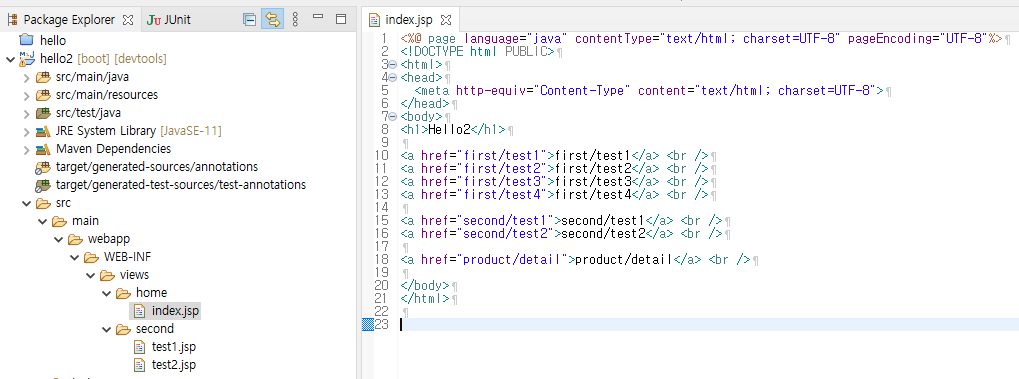 Package Explorer
JUnit
hello
hello2 [boot] [devtools]
src/main/java
src/main/resources
src/test/java
JRE System Library [JavaSE-11]
Maven Dependencies
target/generated-sources/annotations
target/generated-test-sources/test-annotations
src
main
webapp
WEB-INF
views
home
index.jsp
second
test1.jsp
test2.jsp
index.jsp
1 <%@ page language="java" contentType="text/html; charset=UTF-8" pageEncoding="UTF-8"%>
2 <!DOCTYPE html PUBLIC>
3 <html>
4 <head>
5   <meta http-equiv="Content-Type" content="text/html; charset=UTF-8">
6 </head>
7 <body>
8 <h1>Hello2</h1>
9
10 <a href="first/test1">first/test1</a> <br />
11 <a href="first/test2">first/test2</a> <br />
12 <a href="first/test3">first/test3</a> <br />
13 <a href="first/test4">first/test4</a> <br />
14
15 <a href="second/test1">second/test1</a> <br />
16 <a href="second/test2">second/test2</a> <br />
17
18 <a href="product/detail">product/detail</a> <br />
19
20 </body>
21 </html>
22
23